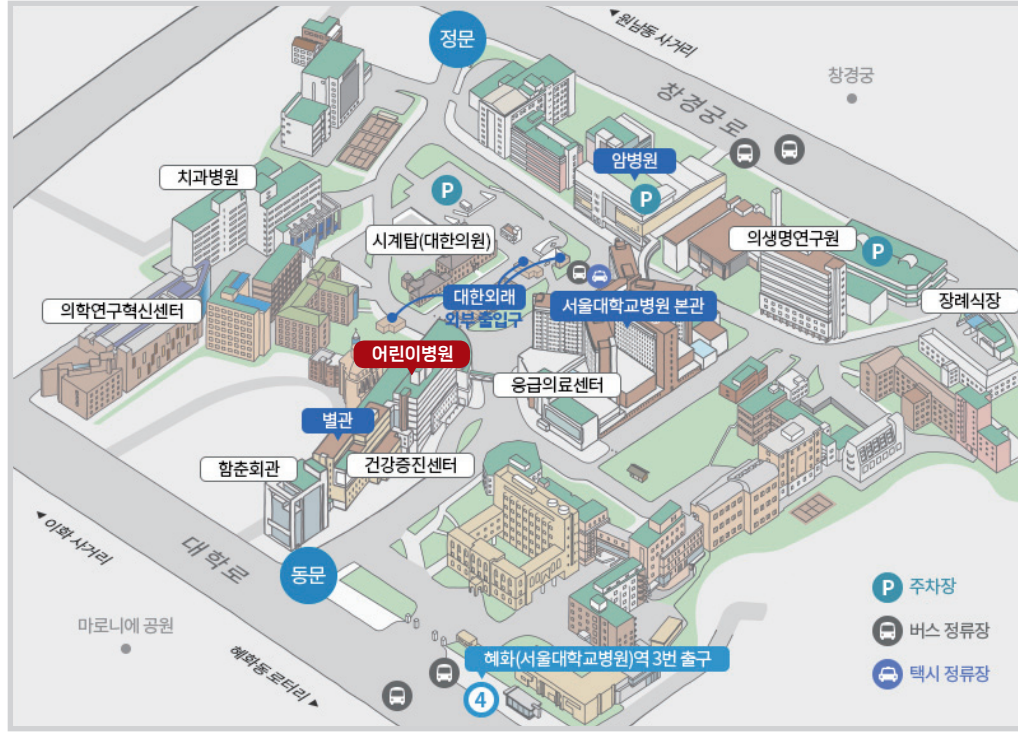 정문
◀원남동 사거리
창경궁
창경궁로
암병원
P
치과병원
P
시계탑(대한의원)
의생명연구원
P
대한외래
외부 출입구
서울대학교병원 본관
장례식장
의학연구혁신센터
어린이병원
응급의료센터
별관
함춘회관
건강증진센터
◀이화 사거리
대학로
동문
P 주차장
마로니에 공원
버스 정류장
혜화동로터리▶
혜화(서울대학교병원)역 3번 출구
택시 정류장
4